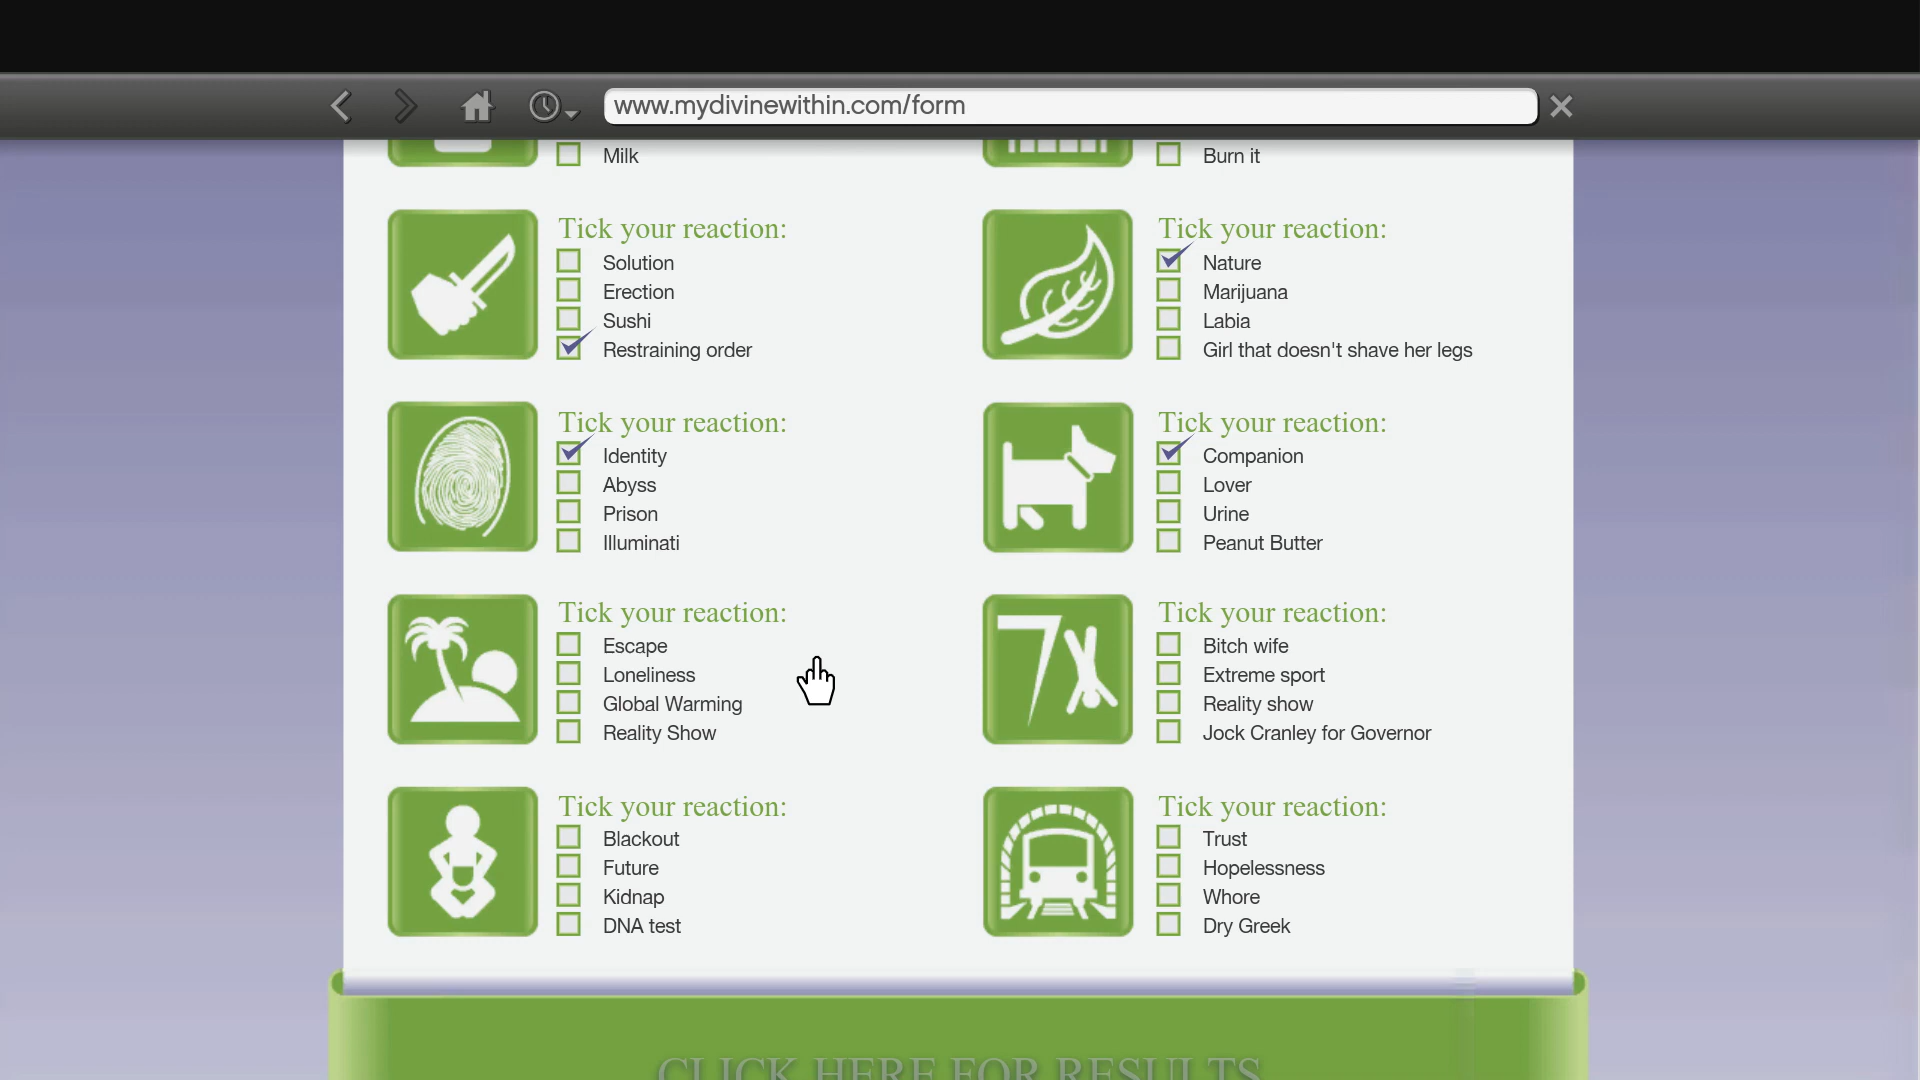 www.mydivinewithin.com/form
Milk
Burn it
Tick your reaction:
Solution
Erection
Sushi
Restraining order
Tick your reaction:
Nature
Marijuana
Labia
Girl that doesn't shave her legs
Tick your reaction:
Identity
Abyss
Prison
Illuminati
Tick your reaction:
Companion
Lover
Urine
Peanut Butter
Tick your reaction:
Escape
Loneliness
Global Warming
Reality Show
Tick your reaction:
Bitch wife
Extreme sport
Reality show
Jock Cranley for Governor
Tick your reaction:
Blackout
Future
Kidnap
DNA test
Tick your reaction:
Trust
Hopelessness
Whore
Dry Greek
CLICK HERE FOR RESULTS